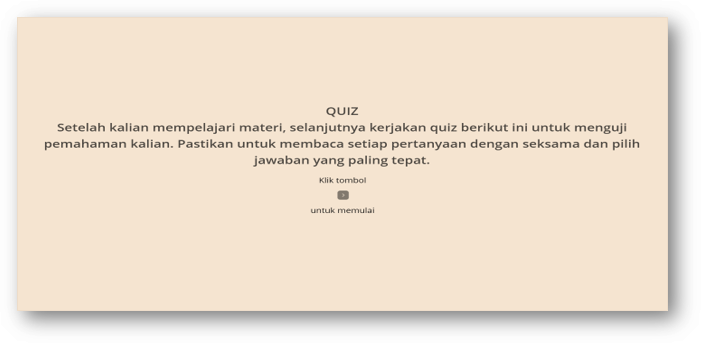 QUIZ
Setelah kalian mempelajari materi, selanjutnya kerjakan quiz berikut ini untuk menguji
pemahaman kalian. Pastikan untuk membaca setiap pertanyaan dengan seksama dan pilih
jawaban yang paling tepat.
Klik tombol
untuk memulai